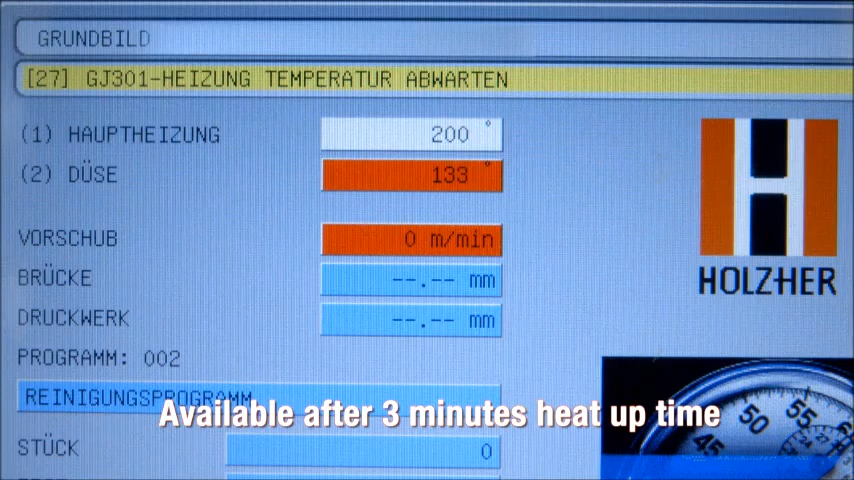 GRUNDBILD
[27] GJ301-HEIZUNG TEMPERATUR ABWARTEN
(1) HAUPTHEIZUNG 200 °
(2) DÜSE 133 °
HOLZHER
VORSCHUB 0 m/min
BRÜCKE --.-- mm
DRUCKWERK --.-- mm
PROGRAMM: 002
REINIGUNGSPROGRAMM
Available after 3 minutes heat up time
STÜCK 0
45 50 55